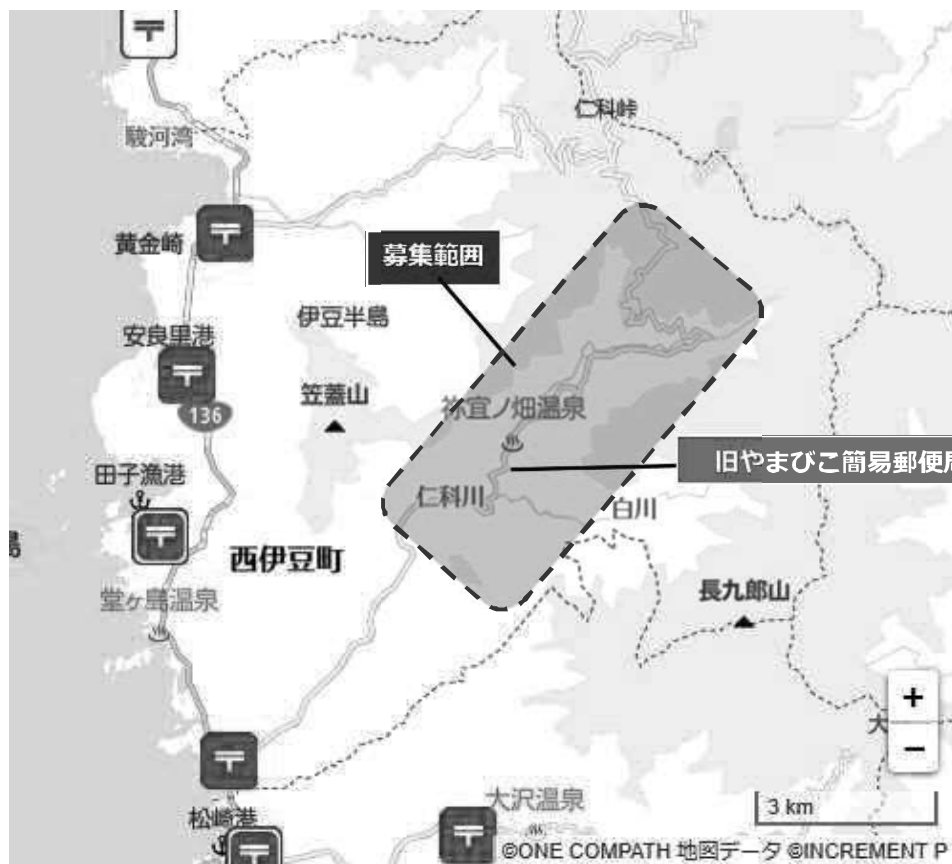 仁科峠
駿河湾
黄金崎
募集範囲
伊豆半島
安良里港
136
笠蓋山
祢宜ノ畑温泉
旧やまびこ簡易郵便局
田子漁港
仁科川
白川
島
西伊豆町
堂ヶ島温泉
長九郎山
+
大
−
松崎港
大沢温泉
3 km
©ONE COMPATH 地図データ ©INCREMENT P